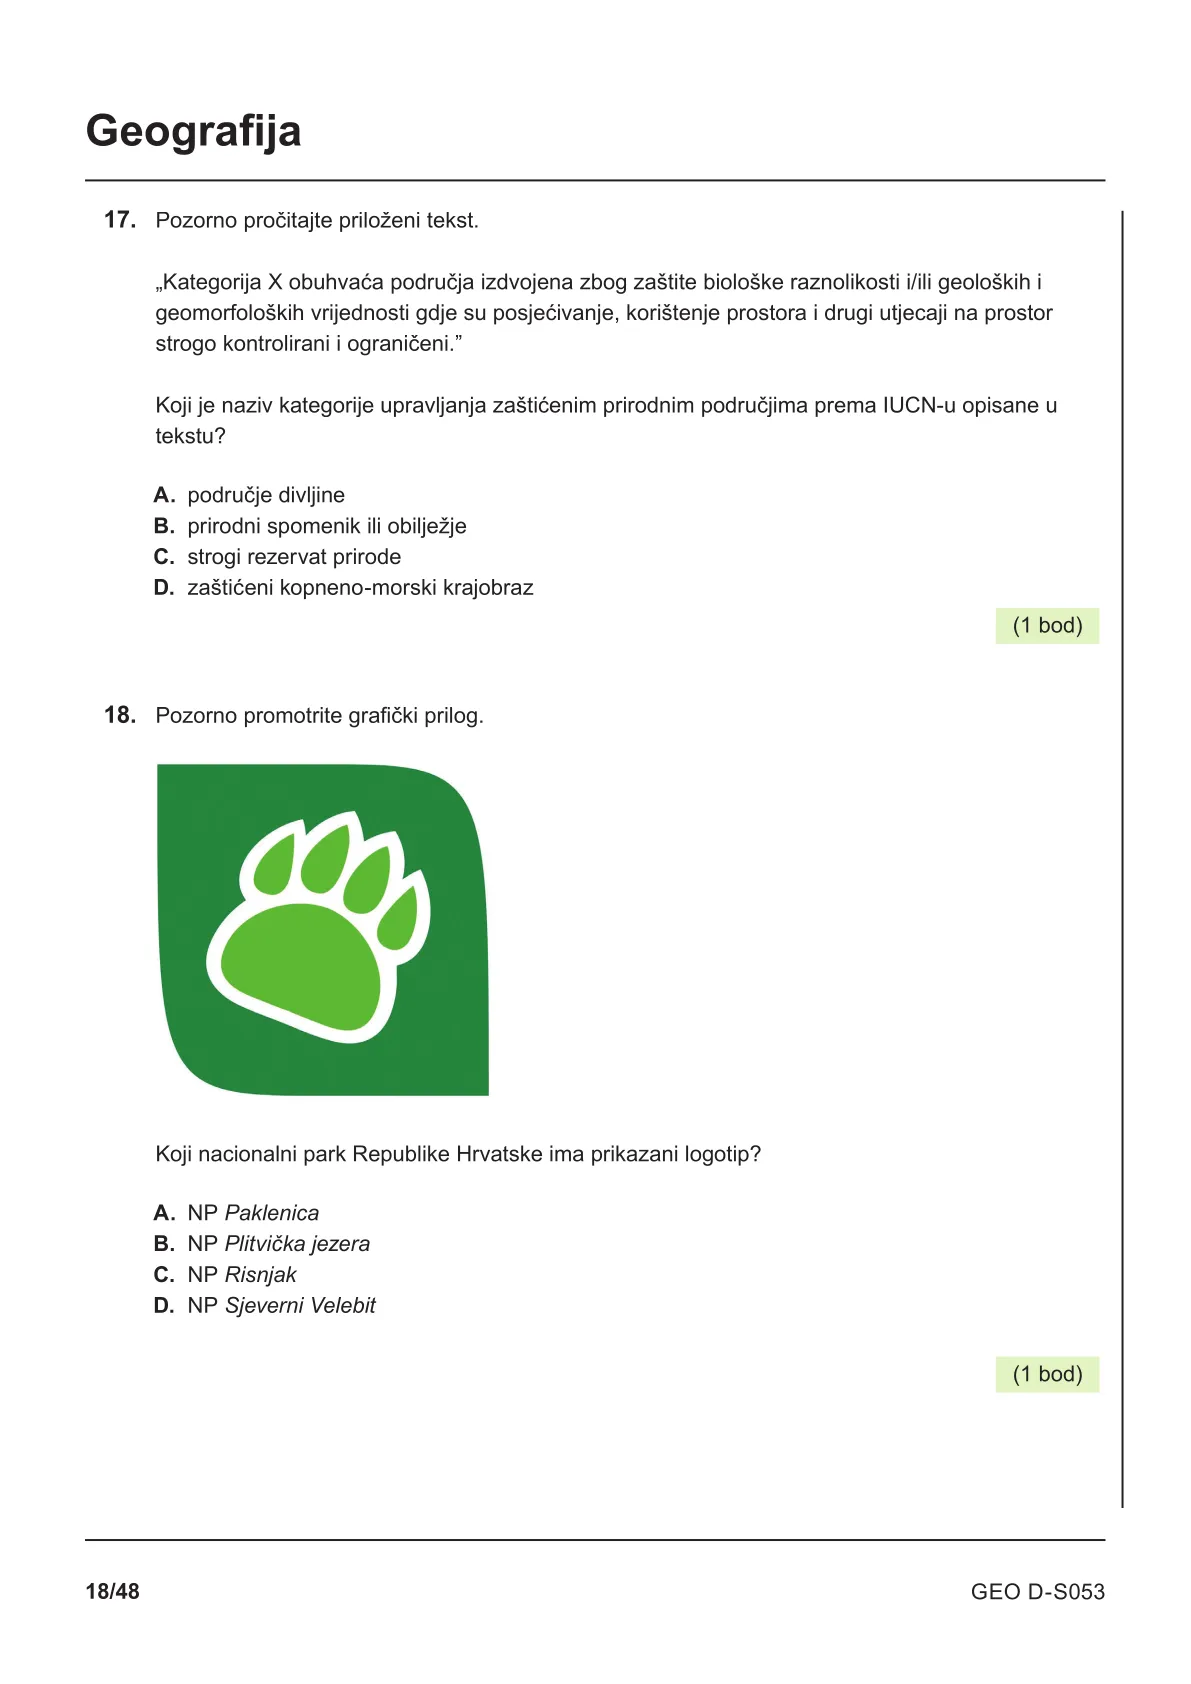 Geografija
17. Pozorno pročitajte priloženi tekst.
„Kategorija X obuhvaća područja izdvojena zbog zaštite biološke raznolikosti i/ili geoloških i
geomorfoloških vrijednosti gdje su posjećivanje, korištenje prostora i drugi utjecaji na prostor
strogo kontrolirani i ograničeni.”
Koji je naziv kategorije upravljanja zaštićenim prirodnim područjima prema IUCN-u opisane u
tekstu?
A. područje divljine
B. prirodni spomenik ili obilježje
C. strogi rezervat prirode
D. zaštićeni kopneno-morski krajobraz
(1 bod)
18. Pozorno promotrite grafički prilog.
Koji nacionalni park Republike Hrvatske ima prikazani logotip?
A. NP Paklenica
B. NP Plitvička jezera
C. NP Risnjak
D. NP Sjeverni Velebit
(1 bod)
18/48
GEO D-S053